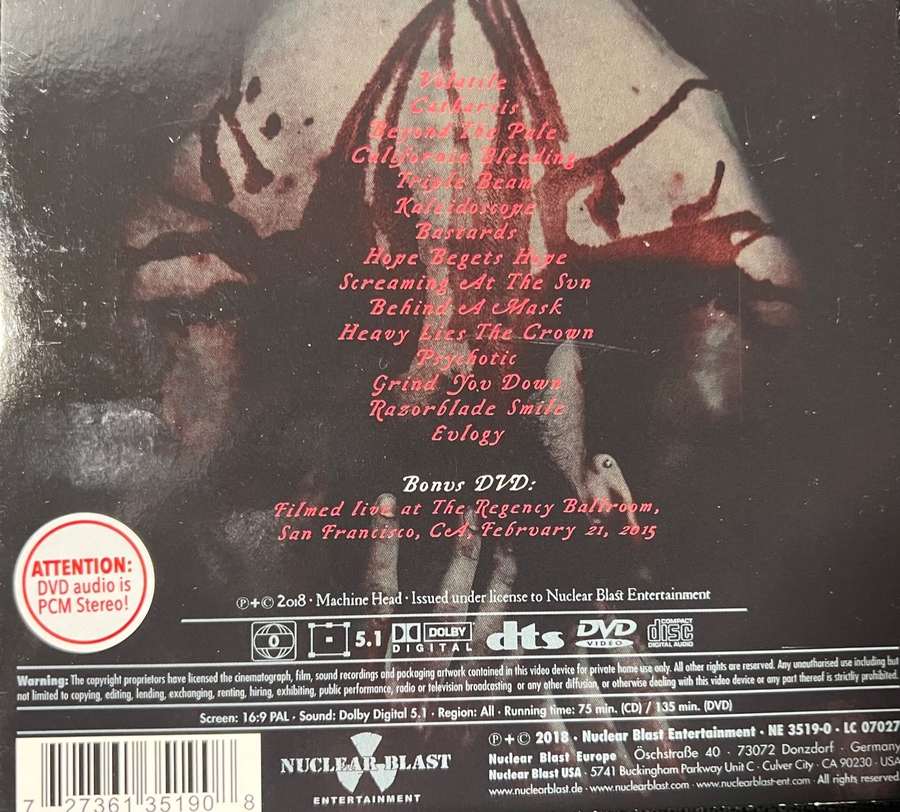 Volatile
Catharsis
Beyond The Pale
California Bleeding
Triple Beam
Kaleidoscope
Bastards
Hope Begets Hope
Screaming At The Sun
Behind A Mask
Heavy Lies The Crown
Psychotic
Grind You Down
Razorblade Smile
Eulogy
Bonus DVD:
Filmed live at The Regency Ballroom,
San Francisco, CA, February 21, 2015
ATTENTION:
DVD audio is
PCM Stereo!
℗+© 2018 · Machine Head · Issued under license to Nuclear Blast Entertainment
0 5.1 DOLBY DIGITAL dts DVD VIDEO COMPACT disc DIGITAL AUDIO
Warning: The copyright proprietors have licensed the cinematograph, film, sound recordings and packaging artwork contained in this video device for private home use only. All other rights are reserved. Any unauthorised use including but
not limited to copying, editing, lending, exchanging, renting, hiring, exhibiting, public performance, radio or television broadcasting or any other diffusion, or otherwise dealing with this video device or any part thereof is strictly prohibited.
Screen: 16:9 PAL · Sound: Dolby Digital 5.1 · Region: All · Running time: 75 min. (CD) / 135 min. (DVD)
7 27361 35190 8
NUCLEAR BLAST
ENTERTAINMENT
℗+© 2018 · Nuclear Blast Entertainment · NE 3519-0 · LC 07027
Nuclear Blast Europe · Öschstraße 40 · 73072 Donzdorf · Germany
Nuclear Blast USA · 5741 Buckingham Parkway Unit C · Culver City · CA 90230 · USA
www.nuclearblast.de · www.nuclearblast.com · www.nuclearblast-ent.com · All rights reserved.